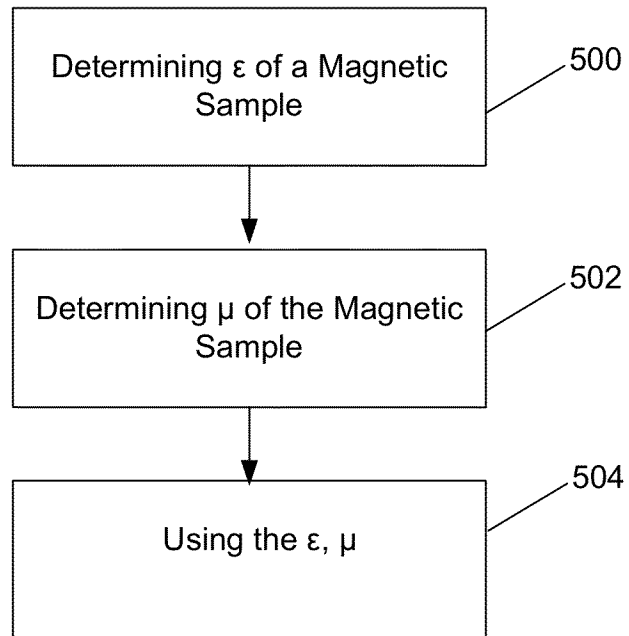 Determining ε of a Magnetic
Sample
500
Determining μ of the Magnetic
Sample
502
Using the ε, μ
504